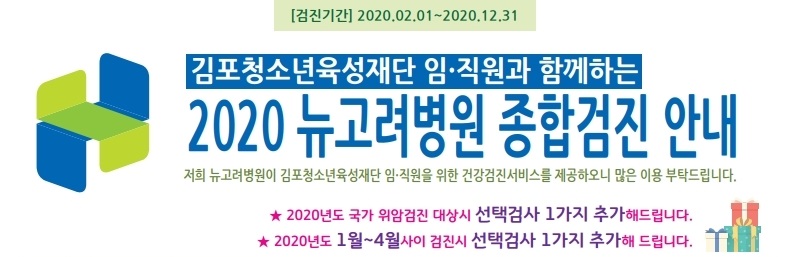 [검진기간] 2020.02.01~2020.12.31
김포청소년육성재단 임·직원과 함께하는
2020 뉴고려병원 종합검진 안내
저희 뉴고려병원이 김포청소년육성재단 임·직원을 위한 건강검진서비스를 제공하오니 많은 이용 부탁드립니다.
★ 2020년도 국가 위암검진 대상시 선택검사 1가지 추가해드립니다.
★ 2020년도 1월~4월사이 검진시 선택검사 1가지 추가해 드립니다.